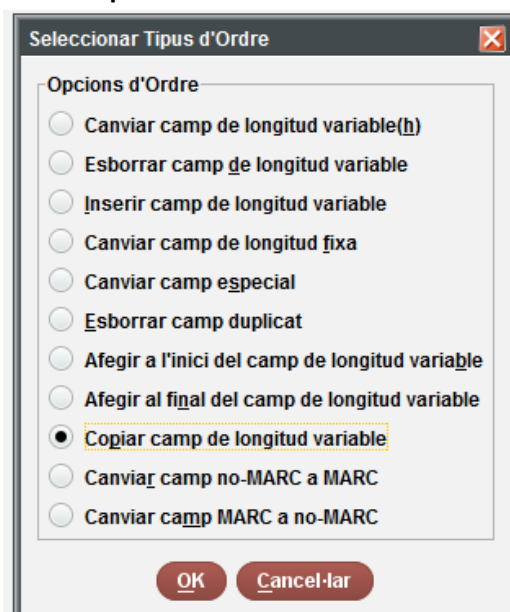 Seleccionar Tipus d'Ordre
Opcions d'Ordre
Canviar camp de longitud variable(h)
Esborrar camp de longitud variable
Inserir camp de longitud variable
Canviar camp de longitud fixa
Canviar camp especial
Esborrar camp duplicat
Afegir a l'inici del camp de longitud variable
Afegir al final del camp de longitud variable
Copiar camp de longitud variable
Canviar camp no-MARC a MARC
Canviar camp MARC a no-MARC
OK Cancel·lar